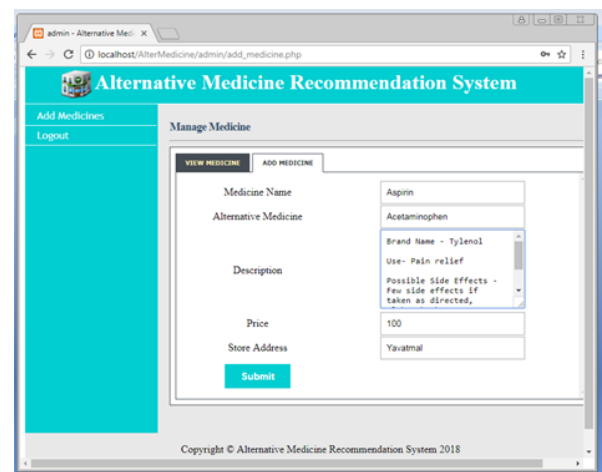 admin - Alternative Medi
localhost/AlterMedicine/admin/add_medicine.php
Alternative Medicine Recommendation System
Add Medicines
Logout
Manage Medicine
VIEW MEDICINE ADD MEDICINE
Medicine Name Aspirin
Alternative Medicine Acetaminophen
Description
Brand Name - Tylenol
Use- Pain relief
Possible Side Effects -
Few side effects if
taken as directed,
Price 100
Store Address Yavatmal
Submit
Copyright © Alternative Medicine Recommendation System 2018